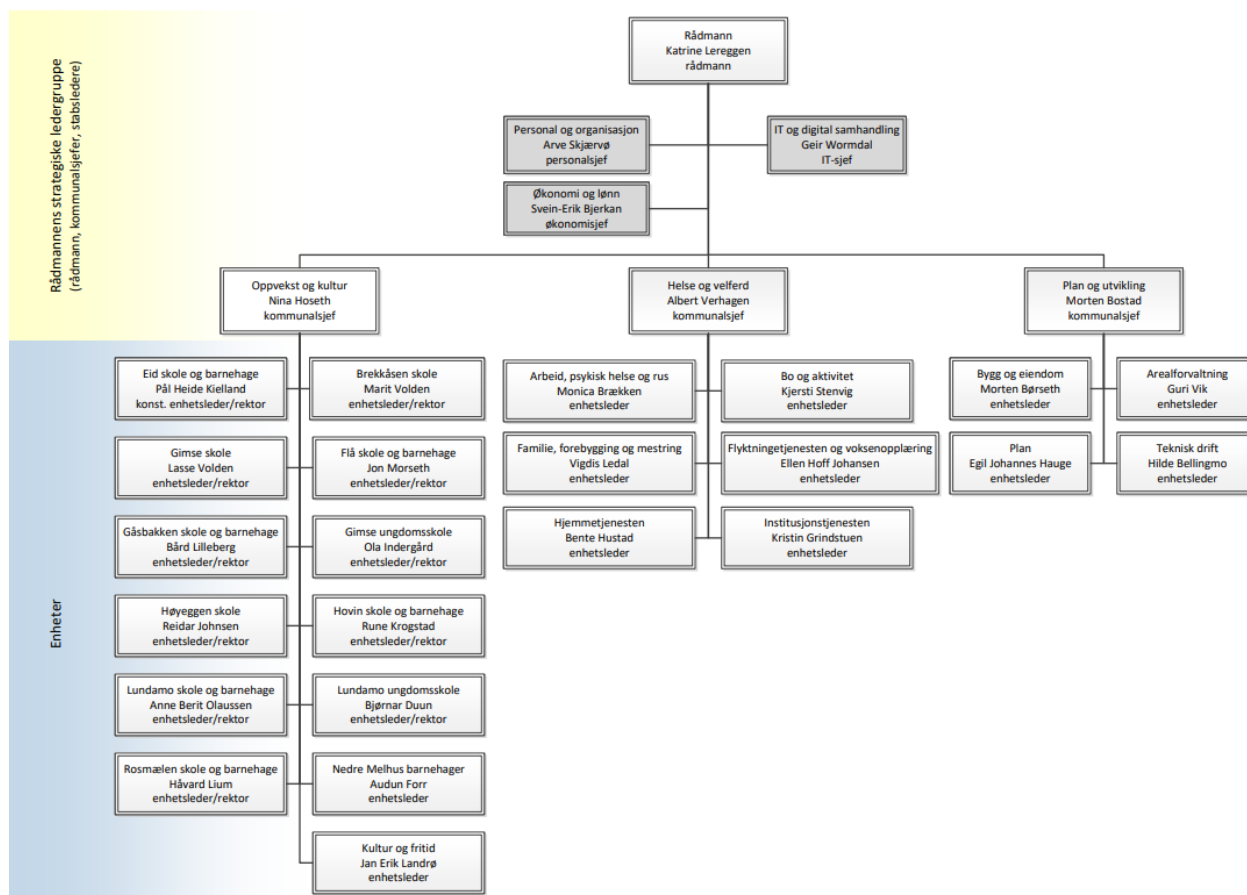 Rådmannens strategiske ledergruppe
(rådmann, kommunalsjefer, stabsledere)
Rådmann
Katrine Lereggen
rådmann
Personal og organisasjon
Arve Skjærvø
personalsjef
IT og digital samhandling
Geir Wormdal
IT-sjef
Økonomi og lønn
Svein-Erik Bjerkan
økonomisjef
Oppvekst og kultur
Nina Hoseth
kommunalsjef
Helse og velferd
Albert Verhagen
kommunalsjef
Plan og utvikling
Morten Bostad
kommunalsjef
Enheter
Eid skole og barnehage
Pål Heide Kielland
konst. enhetsleder/rektor
Brekkåsen skole
Marit Volden
enhetsleder/rektor
Gimse skole
Lasse Volden
enhetsleder/rektor
Flå skole og barnehage
Jon Morseth
enhetsleder/rektor
Gåsbakken skole og barnehage
Bård Lilleberg
enhetsleder/rektor
Gimse ungdomsskole
Ola Indergård
enhetsleder/rektor
Høyeggen skole
Reidar Johnsen
enhetsleder/rektor
Hovin skole og barnehage
Rune Krogstad
enhetsleder/rektor
Lundamo skole og barnehage
Anne Berit Olaussen
enhetsleder/rektor
Lundamo ungdomsskole
Bjørnar Duun
enhetsleder/rektor
Rosmælen skole og barnehage
Håvard Lium
enhetsleder/rektor
Nedre Melhus barnehager
Audun Forr
enhetsleder
Kultur og fritid
Jan Erik Landrø
enhetsleder
Arbeid, psykisk helse og rus
Monica Brækken
enhetsleder
Bo og aktivitet
Kjersti Stenvig
enhetsleder
Familie, forebygging og mestring
Vigdis Ledal
enhetsleder
Flyktningetjenesten og voksenopplæring
Ellen Hoff Johansen
enhetsleder
Hjemmetjenesten
Bente Hustad
enhetsleder
Institusjonstjenesten
Kristin Grindstuen
enhetsleder
Bygg og eiendom
Morten Børseth
enhetsleder
Arealforvaltning
Guri Vik
enhetsleder
Plan
Egil Johannes Hauge
enhetsleder
Teknisk drift
Hilde Bellingmo
enhetsleder